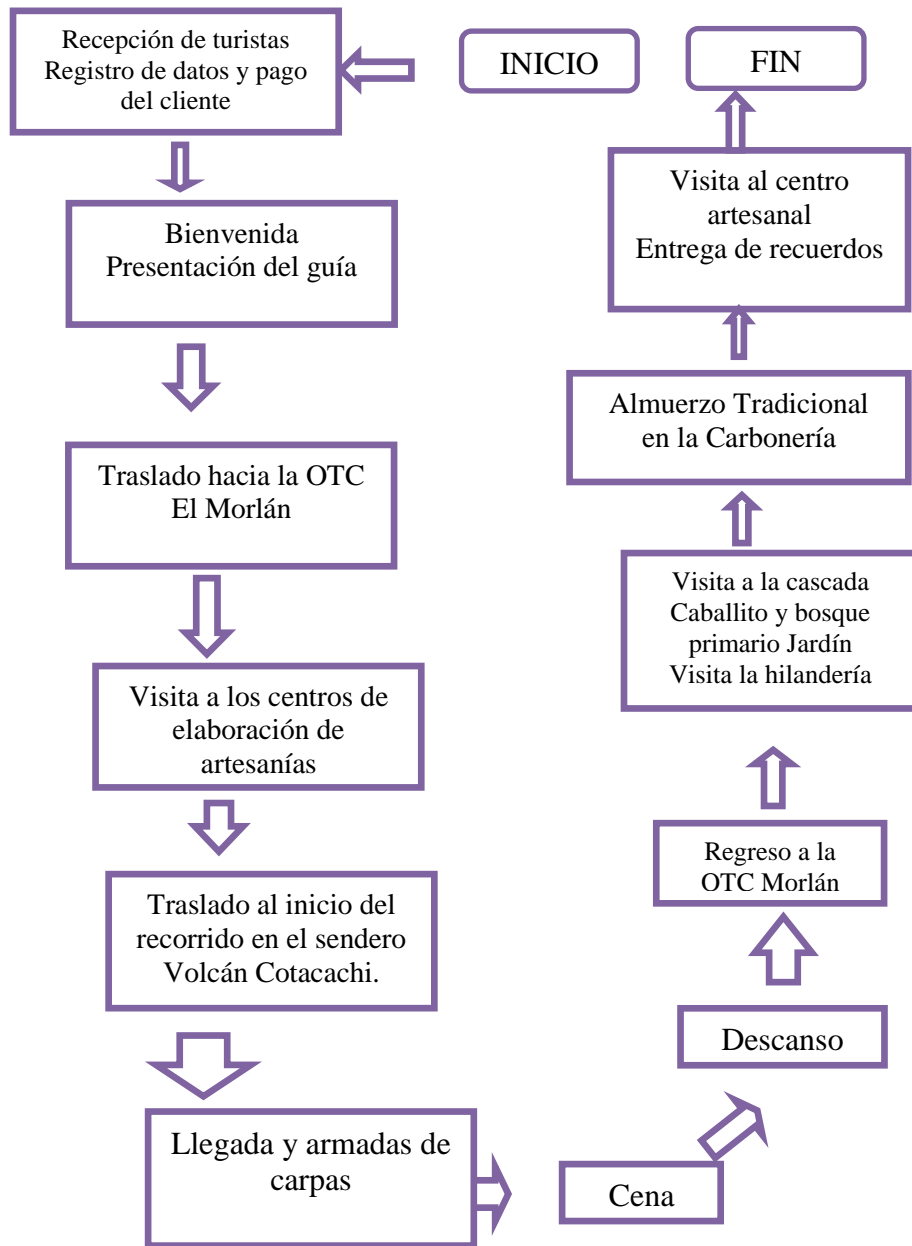 INICIO
Recepción de turistas
Registro de datos y pago
del cliente
Bienvenida
Presentación del guía
Traslado hacia la OTC
El Morlán
Visita a los centros de
elaboración de
artesanías
Traslado al inicio del
recorrido en el sendero
Volcán Cotacachi.
Llegada y armadas de
carpas
Cena
Descanso
Regreso a la
OTC Morlán
Visita a la cascada
Caballito y bosque
primario Jardín
Visita la hilandería
Almuerzo Tradicional
en la Carbonería
Visita al centro
artesanal
Entrega de recuerdos
FIN